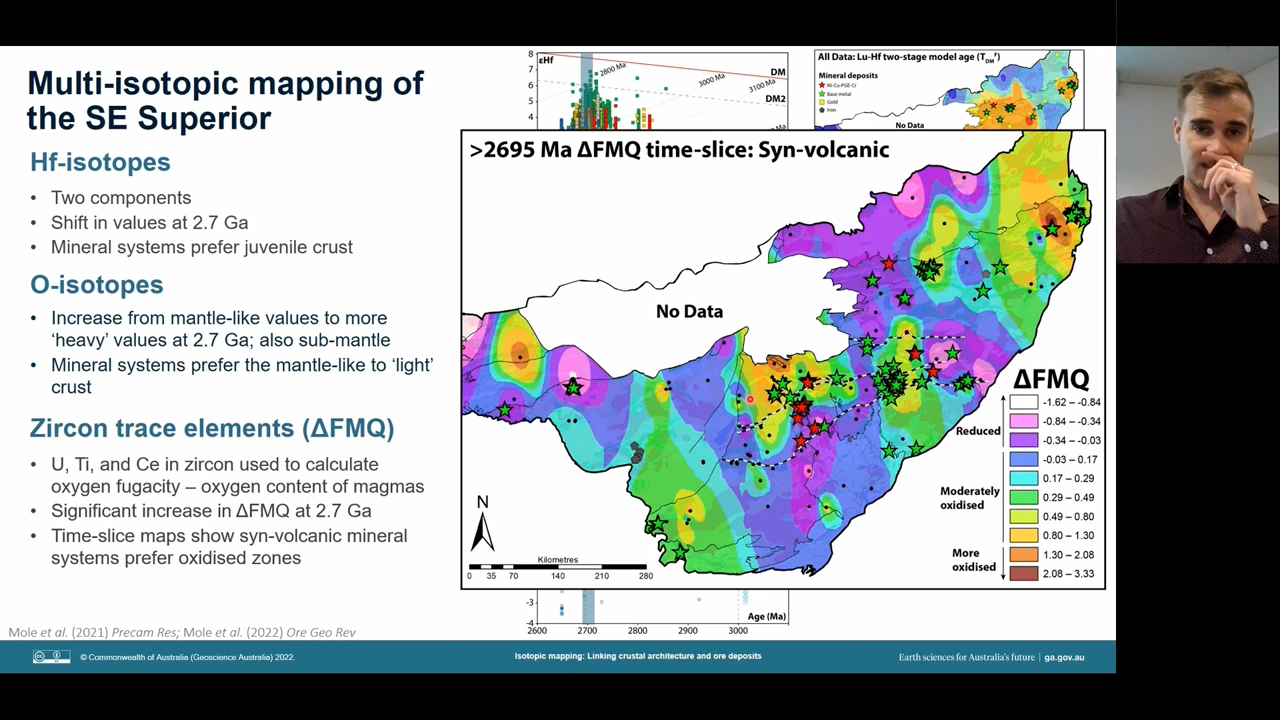 Multi-isotopic mapping of
the SE Superior
Hf-isotopes
• Two components
• Shift in values at 2.7 Ga
• Mineral systems prefer juvenile crust
O-isotopes
• Increase from mantle-like values to more
‘heavy’ values at 2.7 Ga; also sub-mantle
• Mineral systems prefer the mantle-like to ‘light’
crust
Zircon trace elements (ΔFMQ)
• U, Ti, and Ce in zircon used to calculate
oxygen fugacity – oxygen content of magmas
• Significant increase in ΔFMQ at 2.7 Ga
• Time-slice maps show syn-volcanic mineral
systems prefer oxidised zones
Mole et al. (2021) Precam Res; Mole et al. (2022) Ore Geo Rev
8
7
6
5
4
εHf
2800 Ma
3000 Ma
3100 Ma
DM
DM2
All Data: Lu-Hf two-stage model age (TDM²)
Mineral deposits
Ni-Cu-PGE-Cr
Base metal
Gold
Iron
No Data
>2695 Ma ΔFMQ time-slice: Syn-volcanic
No Data
N
Kilometres
0 35 70 140 210 280
ΔFMQ
Reduced
Moderately
oxidised
More
oxidised
-1.62 – -0.84
-0.84 – -0.34
-0.34 – -0.03
-0.03 – 0.17
0.17 – 0.29
0.29 – 0.49
0.49 – 0.80
0.80 – 1.30
1.30 – 2.08
2.08 – 3.33
-3
-4
Age (Ma)
2600 2700 2800 2900 3000
© Commonwealth of Australia (Geoscience Australia) 2022.
Isotopic mapping: Linking crustal architecture and ore deposits
Earth sciences for Australia’s future | ga.gov.au